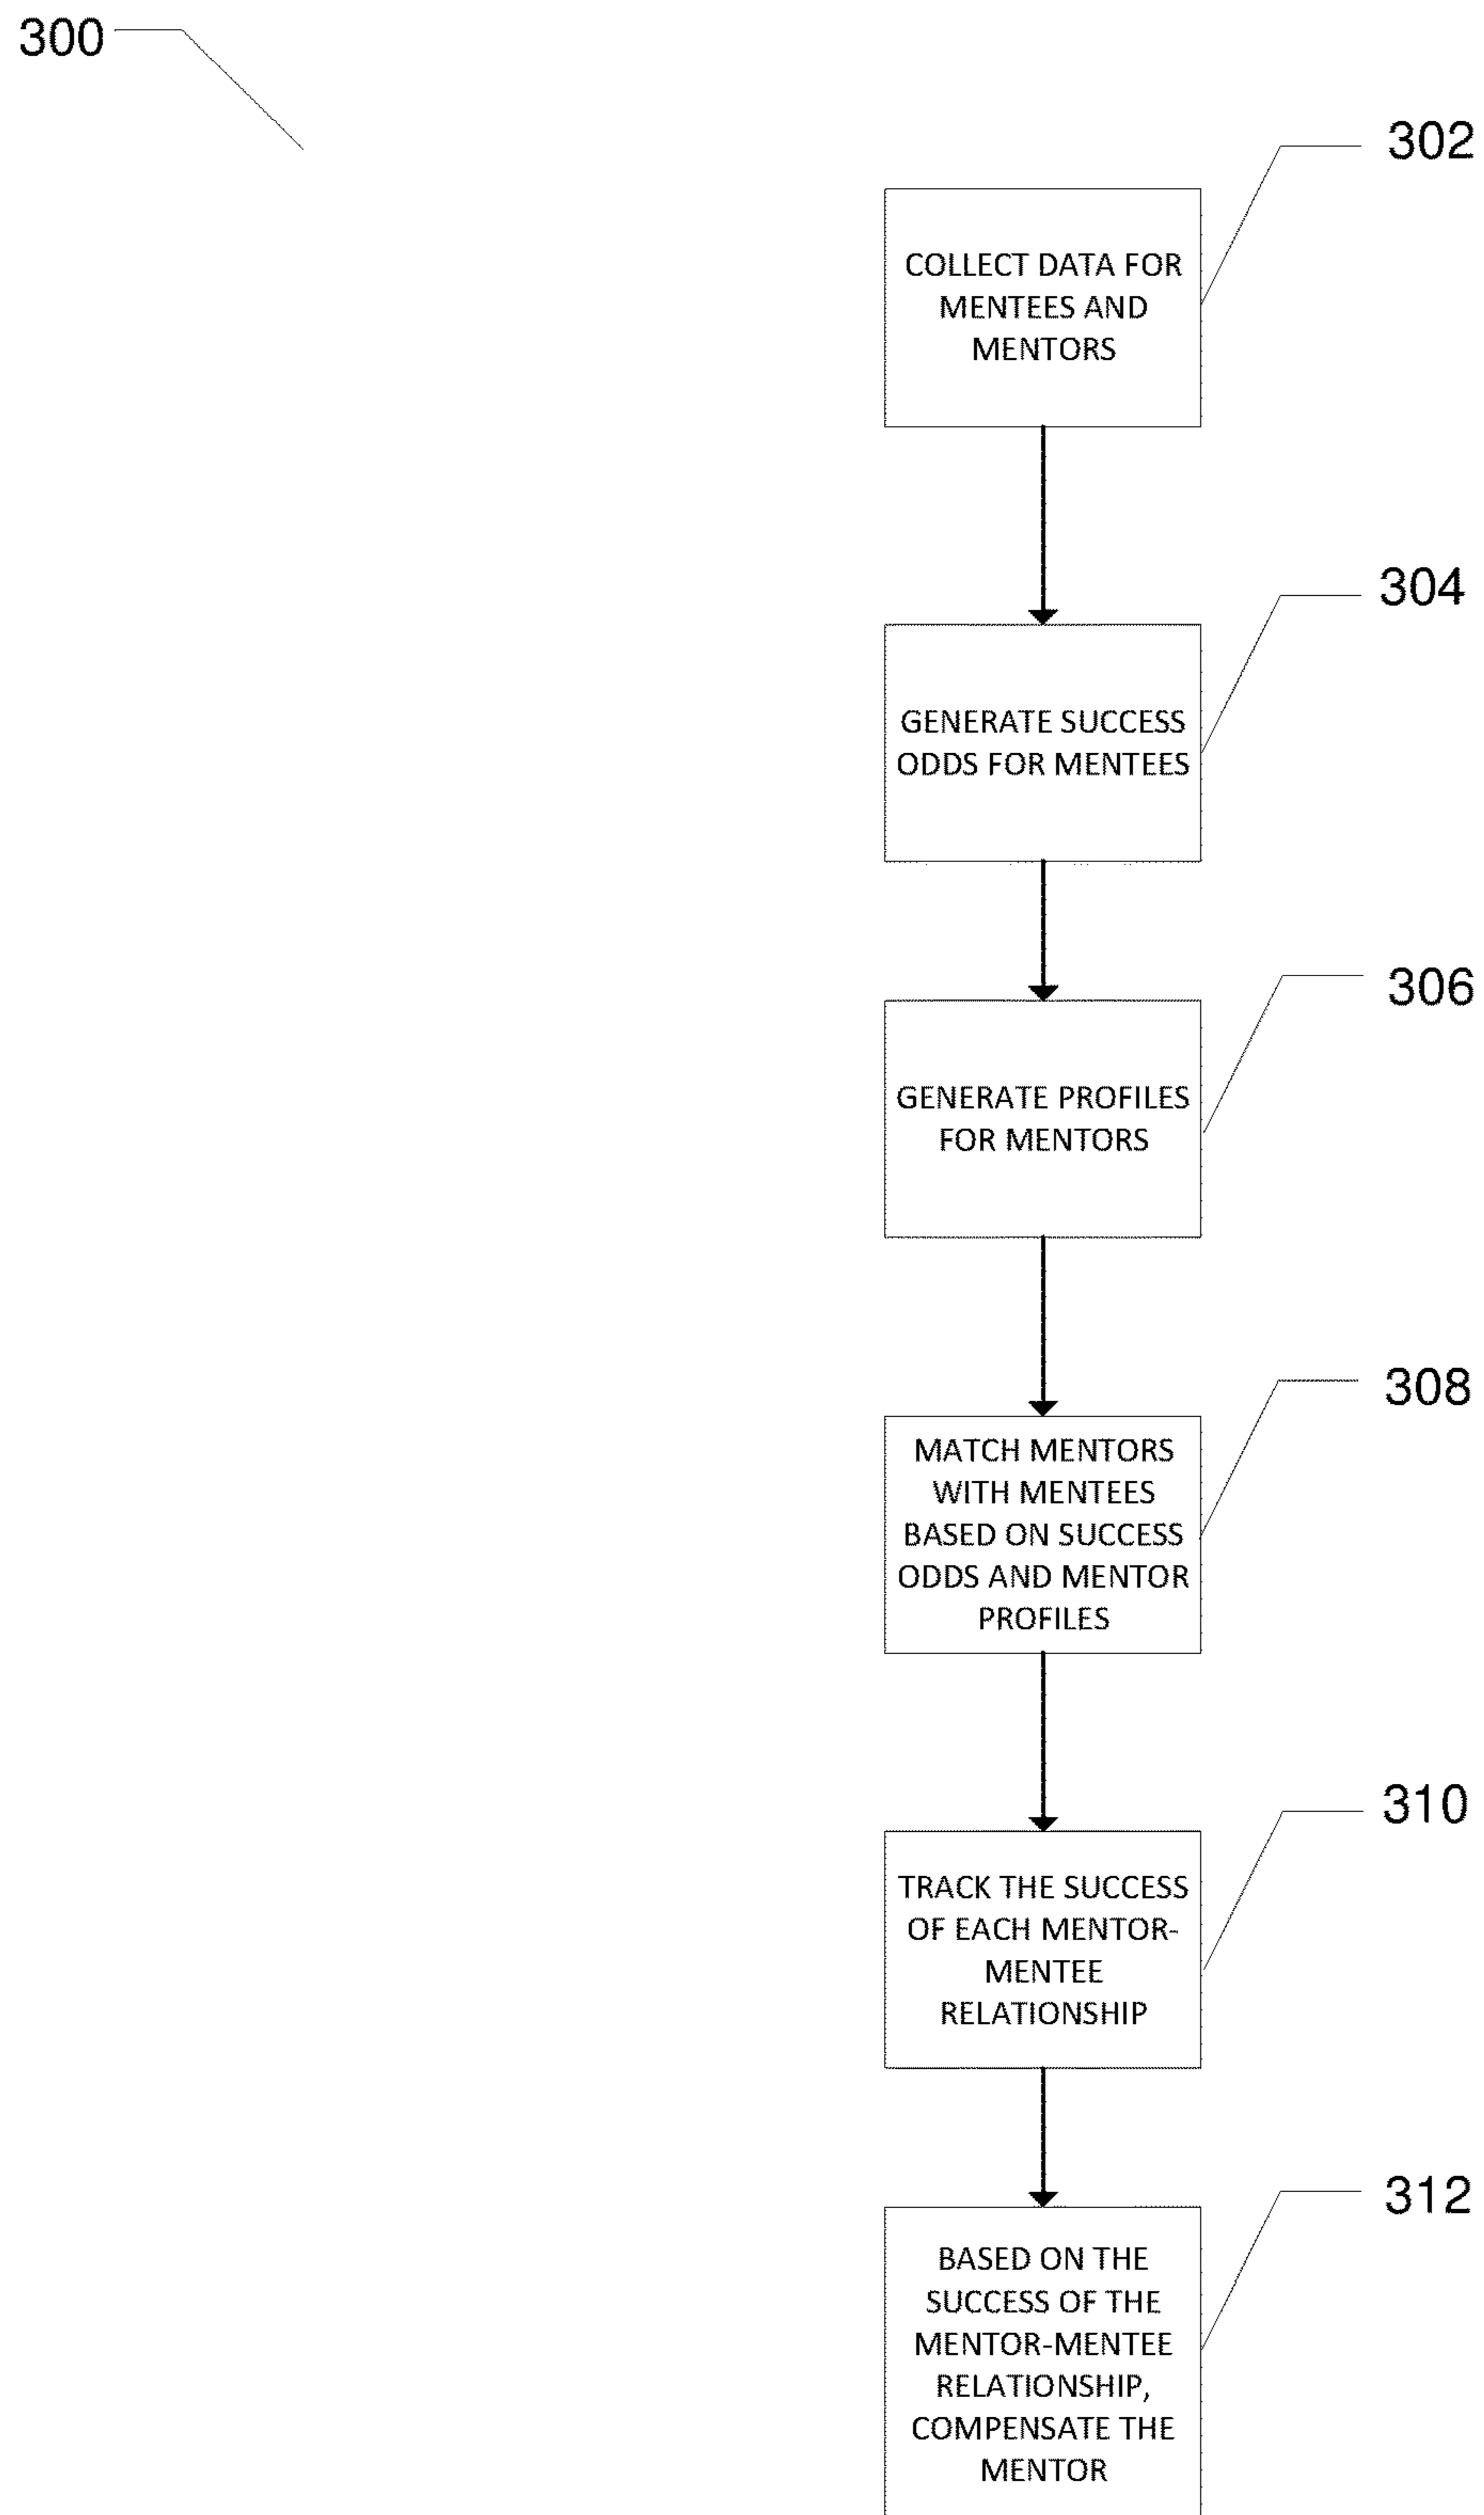 300
302
COLLECT DATA FOR
MENTEES AND
MENTORS
304
GENERATE SUCCESS
ODDS FOR MENTEES
306
GENERATE PROFILES
FOR MENTORS
308
MATCH MENTORS
WITH MENTEES
BASED ON SUCCESS
ODDS AND MENTOR
PROFILES
310
TRACK THE SUCCESS
OF EACH MENTOR-
MENTEE
RELATIONSHIP
312
BASED ON THE
SUCCESS OF THE
MENTOR-MENTEE
RELATIONSHIP,
COMPENSATE THE
MENTOR